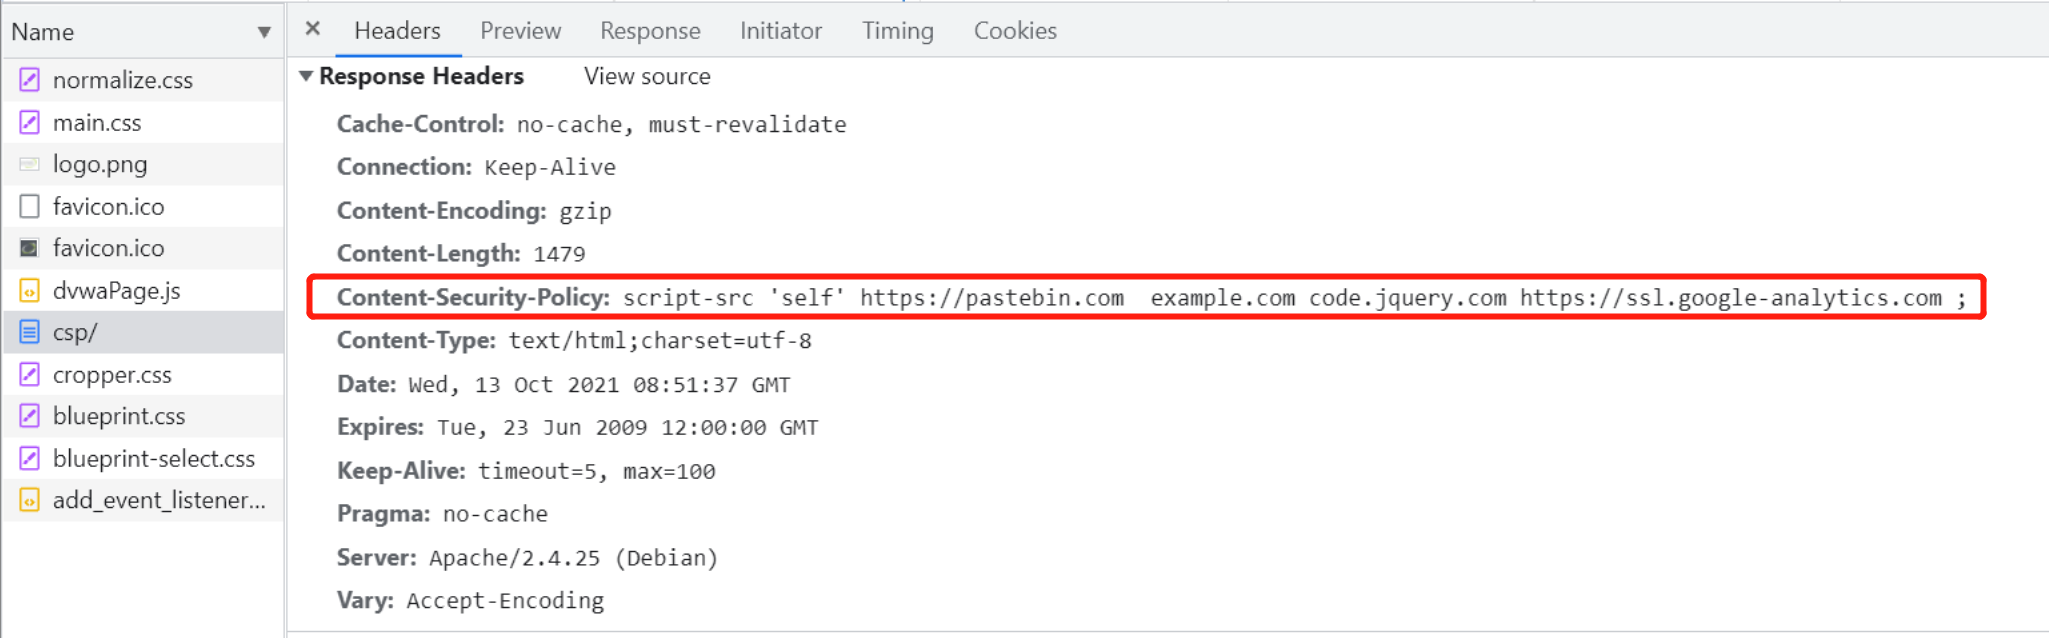 Name
normalize.css
main.css
logo.png
favicon.ico
favicon.ico
dvwaPage.js
csp/
cropper.css
blueprint.css
blueprint-select.css
add_event_listener...
Headers Preview Response Initiator Timing Cookies
Response Headers View source
Cache-Control: no-cache, must-revalidate
Connection: Keep-Alive
Content-Encoding: gzip
Content-Length: 1479
Content-Security-Policy: script-src 'self' https://pastebin.com  example.com code.jquery.com https://ssl.google-analytics.com ;
Content-Type: text/html;charset=utf-8
Date: Wed, 13 Oct 2021 08:51:37 GMT
Expires: Tue, 23 Jun 2009 12:00:00 GMT
Keep-Alive: timeout=5, max=100
Pragma: no-cache
Server: Apache/2.4.25 (Debian)
Vary: Accept-Encoding